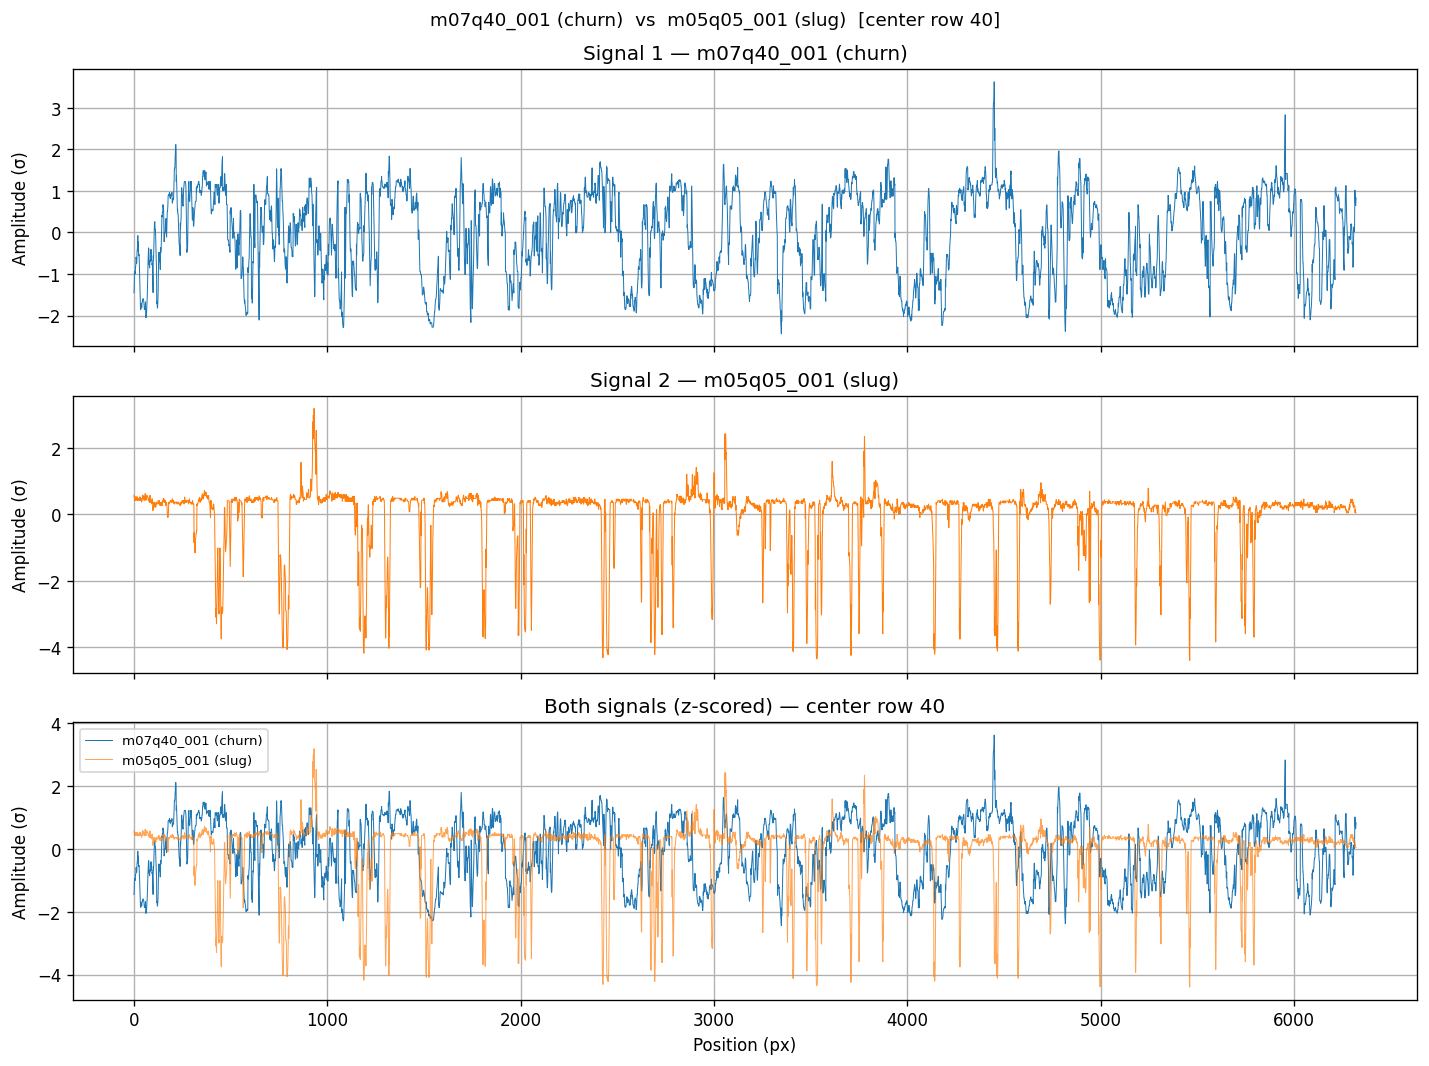 m07q40_001 (churn)  vs  m05q05_001 (slug)  [center row 40]
Signal 1 — m07q40_001 (churn)
Amplitude (σ)
3
2
1
0
−1
−2
Signal 2 — m05q05_001 (slug)
Amplitude (σ)
2
0
−2
−4
Both signals (z-scored) — center row 40
m07q40_001 (churn)
m05q05_001 (slug)
Amplitude (σ)
4
2
0
−2
−4
0 1000 2000 3000 4000 5000 6000
Position (px)